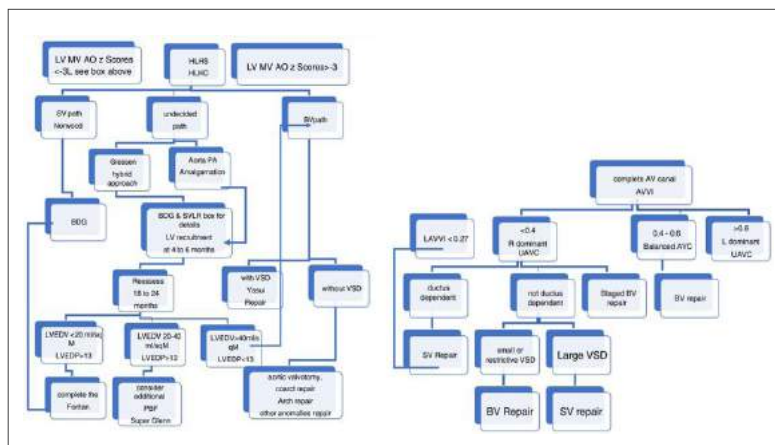 LV MV AO z Scores
<-3L, see box above
HLHS
HLHC
LV MV AO z Scores>-3
SV path
Norwood
undecided
path
BVpath
Giessen
hybrid
approach
Aorta PA
Amalgamation
BDG
BDG & SVLR box for
details
LV recruitment
at 4 to 6 months
Reassess
18 to 24
months
with VSD
Yasui
Repair
without VSD
LVEDV <20 ml/sq
M
LVEDP>13
LVEDV 20-40
ml/sqM
LVEDP>12
LVEDV>40ml/s
qM
LVEDP<13
complete the
Fontan
consider
additional
PBF
Super Glenn
aortic valvotomy,
coarct repair
Arch repair
other anomalies repair
complete AV canal
AVVI
LAVVI < 0.27
<0.4
R dominant
UAVC
0,4 - 0.6
Balanced AVC
>0.6
L dominant
UAVC
ductus
dependent
not ductus
dependant
Staged BV
repair
BV repair
SV Repair
small or
restrictive VSD
Large VSD
BV Repair
SV repair